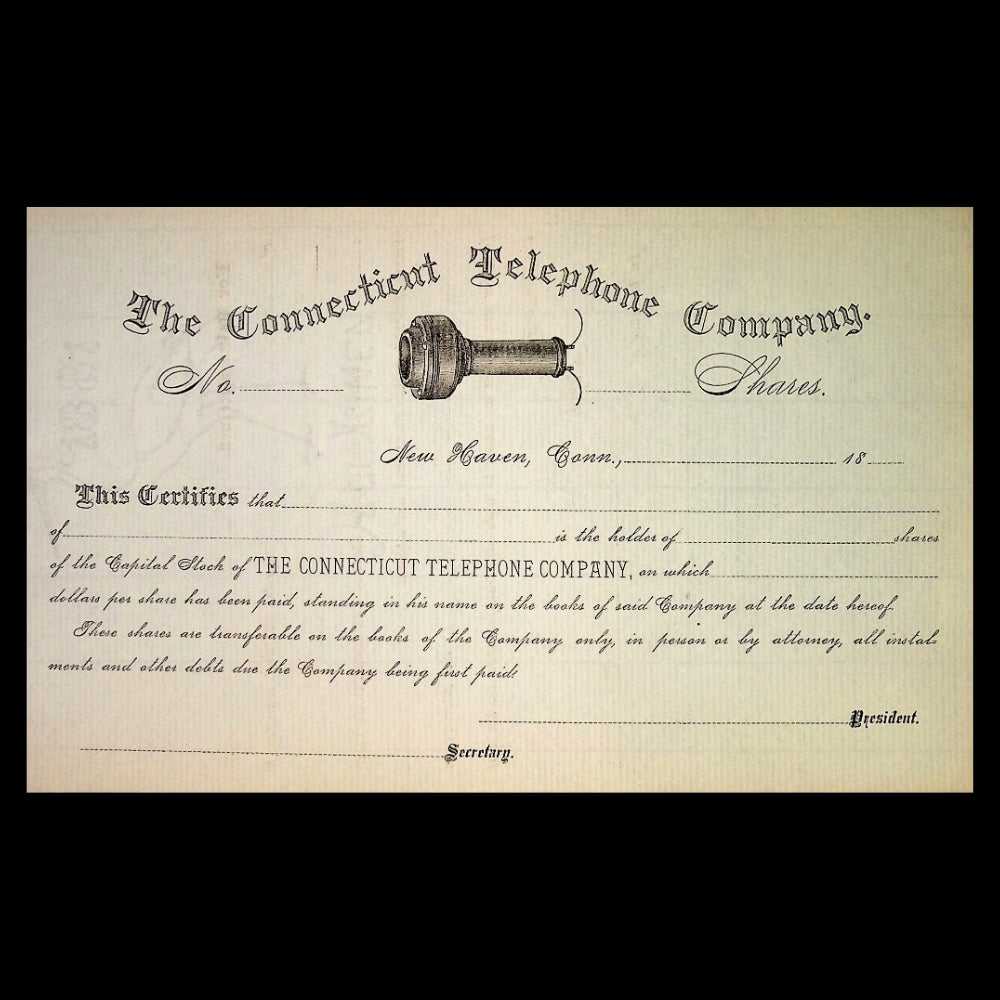 The Connecticut Telephone Company.
No. Shares.
New Haven, Conn., 18
This Certifies that
of is the holder of shares
of the Capital Stock of THE CONNECTICUT TELEPHONE COMPANY, on which
dollars per share has been paid, standing in his name on the books of said Company at the date hereof.
These shares are transferable on the books of the Company only, in person or by attorney, all instal-
ments and other debts due the Company being first paid.
President.
Secretary.